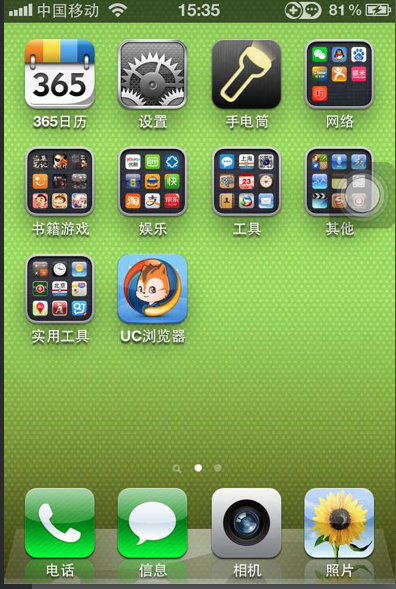 中国移动 15:35 81%
365
365日历 设置 手电筒 网络
书籍游戏 娱乐 工具 其他
实用工具 UC浏览器
电话 信息 相机 照片